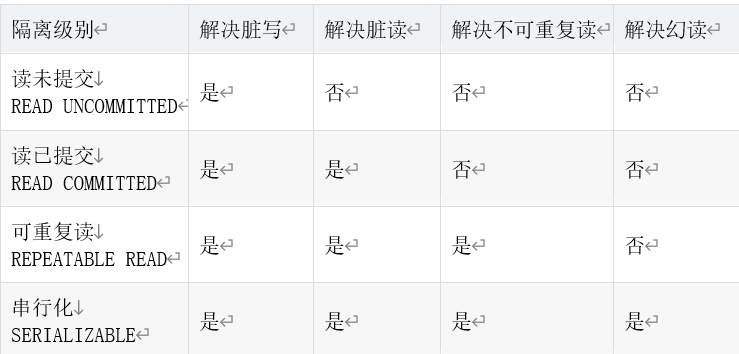 隔离级别 解决脏写 解决脏读 解决不可重复读 解决幻读
读未提交
READ UNCOMMITTED 是 否 否 否
读已提交
READ COMMITTED 是 是 否 否
可重复读
REPEATABLE READ 是 是 是 否
串行化
SERIALIZABLE 是 是 是 是